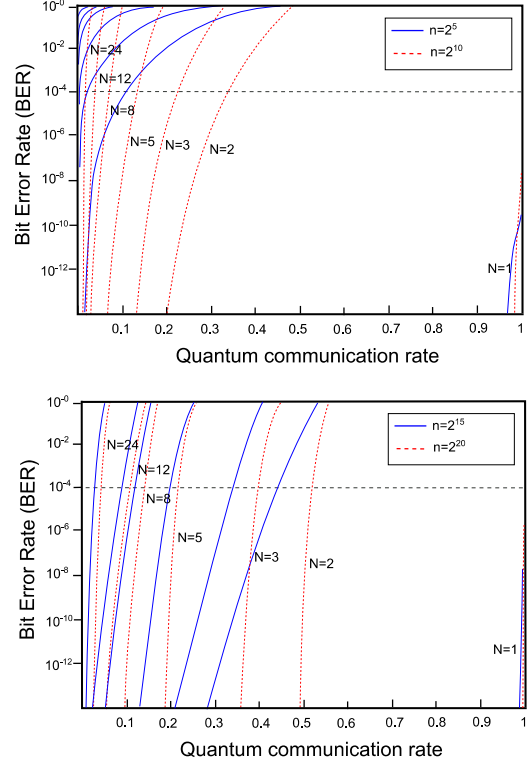 10^-0
n=2^5
n=2^10
N=24
10^-2
N=12
10^-4
N=8
10^-6
N=5
N=3
N=2
10^-8
10^-10
N=1
10^-12
Bit Error Rate (BER)
0.1 0.2 0.3 0.4 0.5 0.6 0.7 0.8 0.9 1
Quantum communication rate
10^-0
n=2^15
n=2^20
N=24
10^-2
N=12
10^-4
N=8
10^-6
N=5
N=3
N=2
10^-8
10^-10
N=1
10^-12
Bit Error Rate (BER)
0.1 0.2 0.3 0.4 0.5 0.6 0.7 0.8 0.9 1
Quantum communication rate